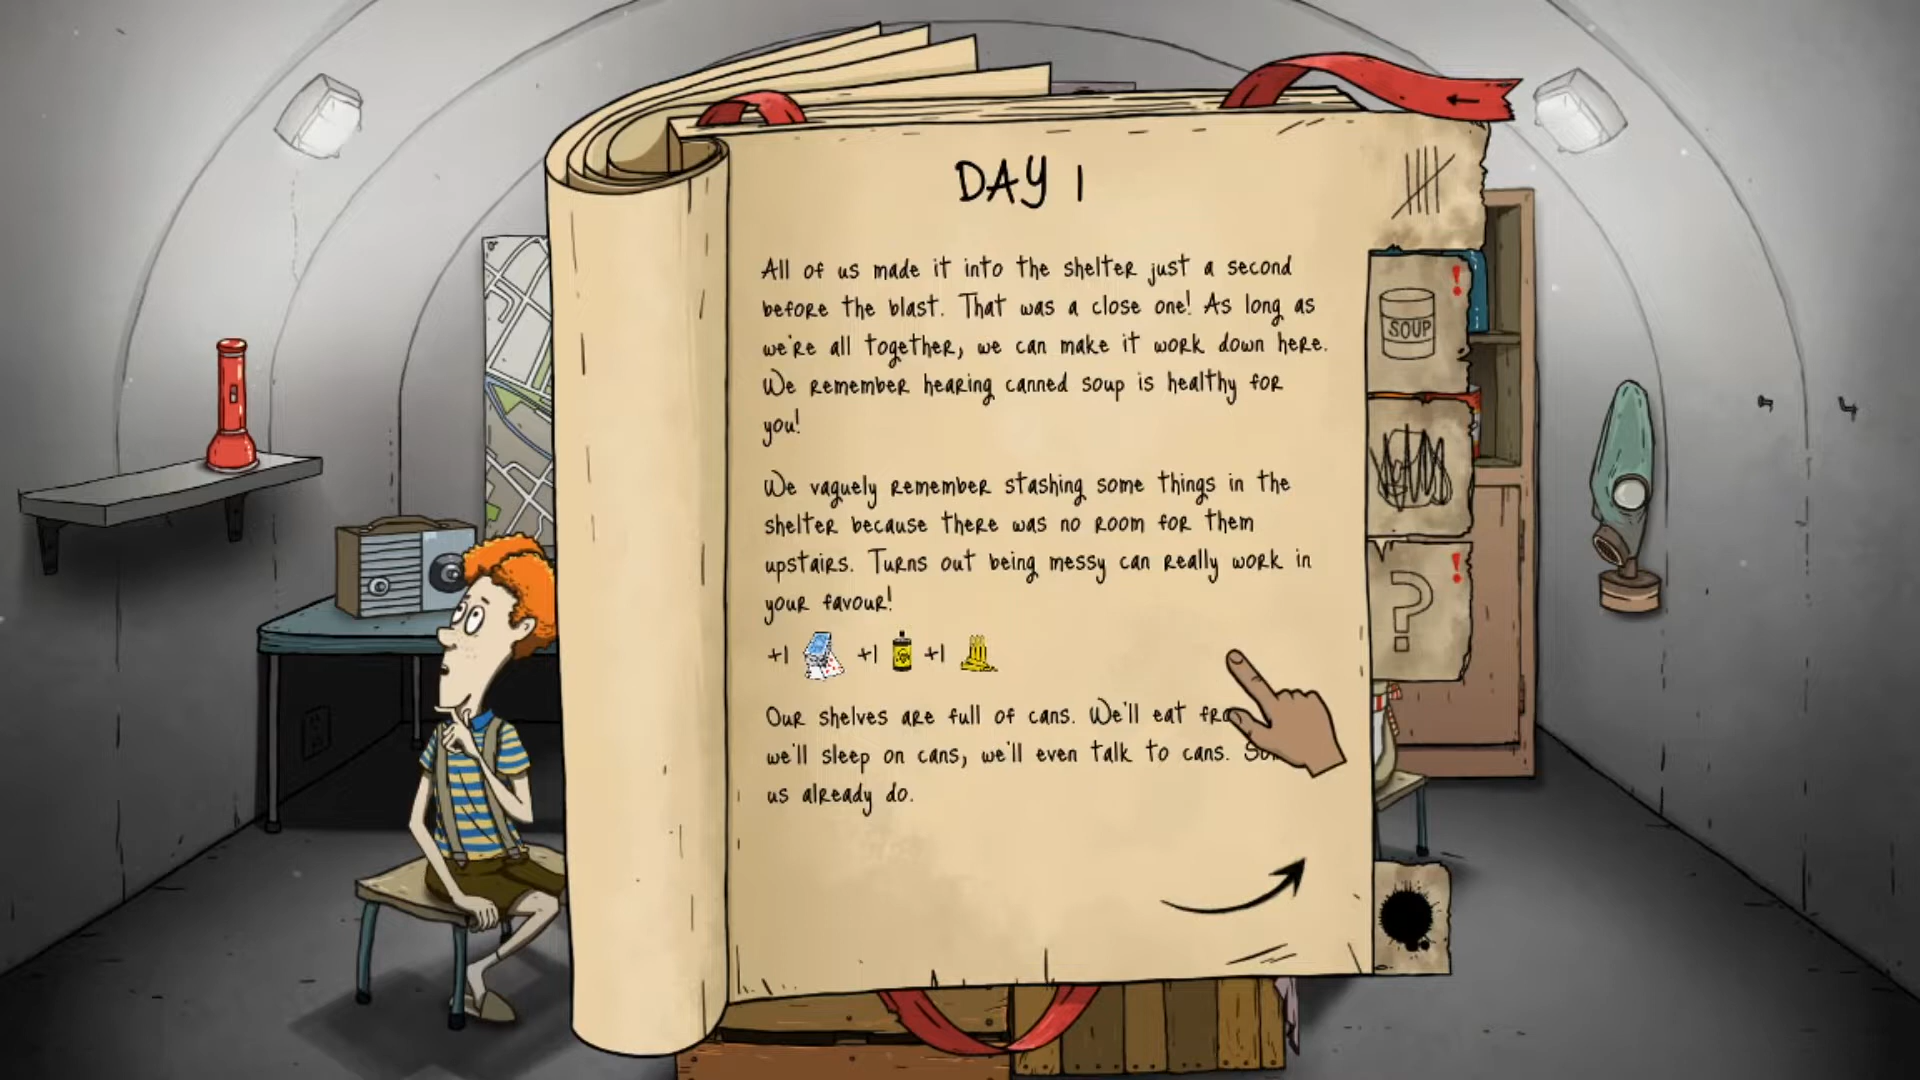 DAY 1
All of us made it into the shelter just a second
before the blast. That was a close one! As long as
we're all together, we can make it work down here.
We remember hearing canned soup is healthy for
you!
We vaguely remember stashing some things in the
shelter because there was no room for them
upstairs. Turns out being messy can really work in
your favour!
+1 +1 +1
Our shelves are full of cans. We'll eat
we'll sleep on cans, we'll even talk to cans.
us already do.
!
SOUP
!
?